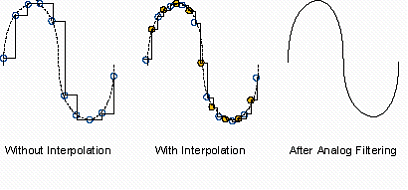 Without Interpolation
With Interpolation
After Analog Filtering